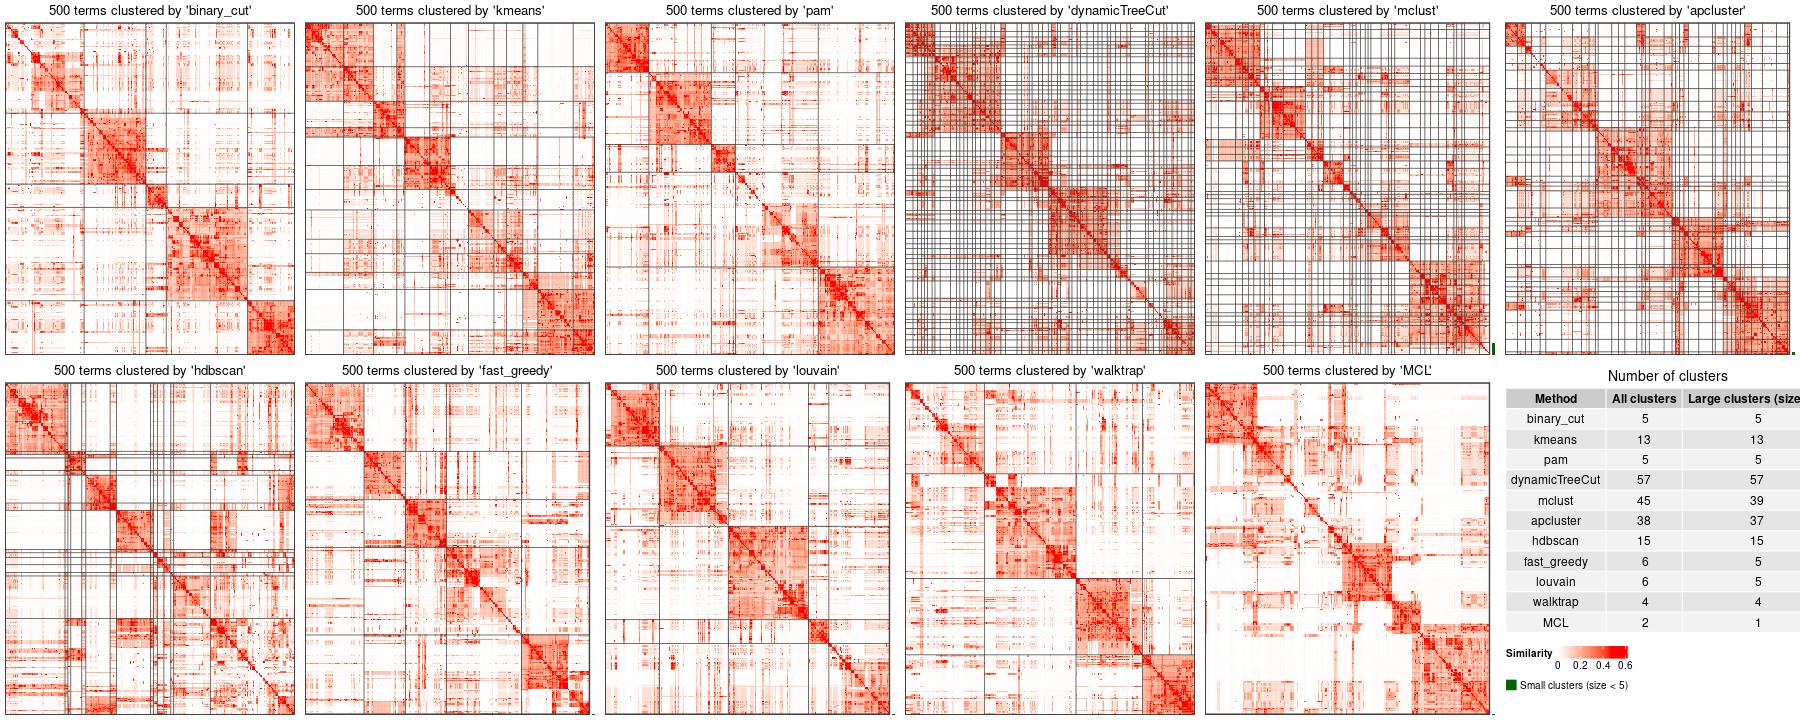 500 terms clustered by 'binary_cut'
500 terms clustered by 'kmeans'
500 terms clustered by 'pam'
500 terms clustered by 'dynamicTreeCut'
500 terms clustered by 'mclust'
500 terms clustered by 'apcluster'
500 terms clustered by 'hdbscan'
500 terms clustered by 'fast_greedy'
500 terms clustered by 'louvain'
500 terms clustered by 'walktrap'
500 terms clustered by 'MCL'
Number of clusters
Method All clusters Large clusters (size
binary_cut 5 5
kmeans 13 13
pam 5 5
dynamicTreeCut 57 57
mclust 45 39
apcluster 38 37
hdbscan 15 15
fast_greedy 6 5
louvain 6 5
walktrap 4 4
MCL 2 1
Similarity
0 0.2 0.4 0.6
Small clusters (size < 5)